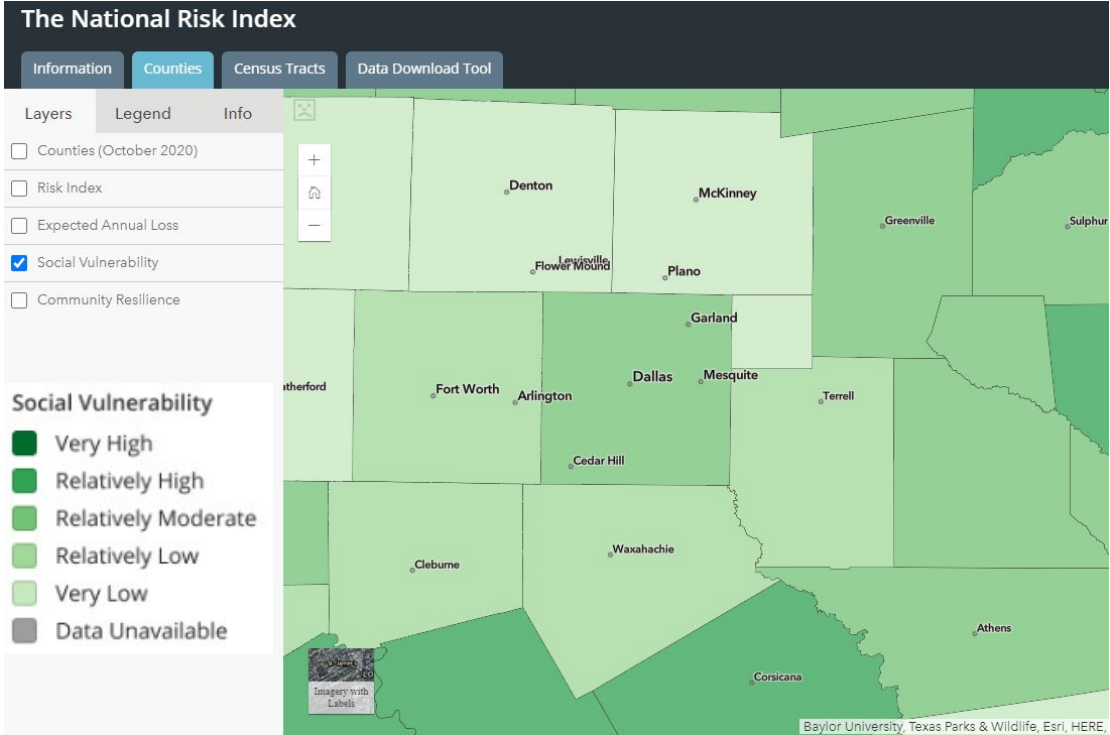 The National Risk Index
Information
Counties
Census Tracts
Data Download Tool
Layers
Legend
Info
Counties (October 2020)
Risk Index
Expected Annual Loss
Social Vulnerability
Community Resilience
Social Vulnerability
Very High
Relatively High
Relatively Moderate
Relatively Low
Very Low
Data Unavailable
+
−
Denton
McKinney
Greenville
Sulphur
Lewisville
Flower Mound
Plano
Garland
atherford
Fort Worth
Arlington
Dallas
Mesquite
Terrell
Cedar Hill
Waxahachie
Cleburne
Athens
Corsicana
Imagery with
Labels
Baylor University, Texas Parks & Wildlife, Esri, HERE,